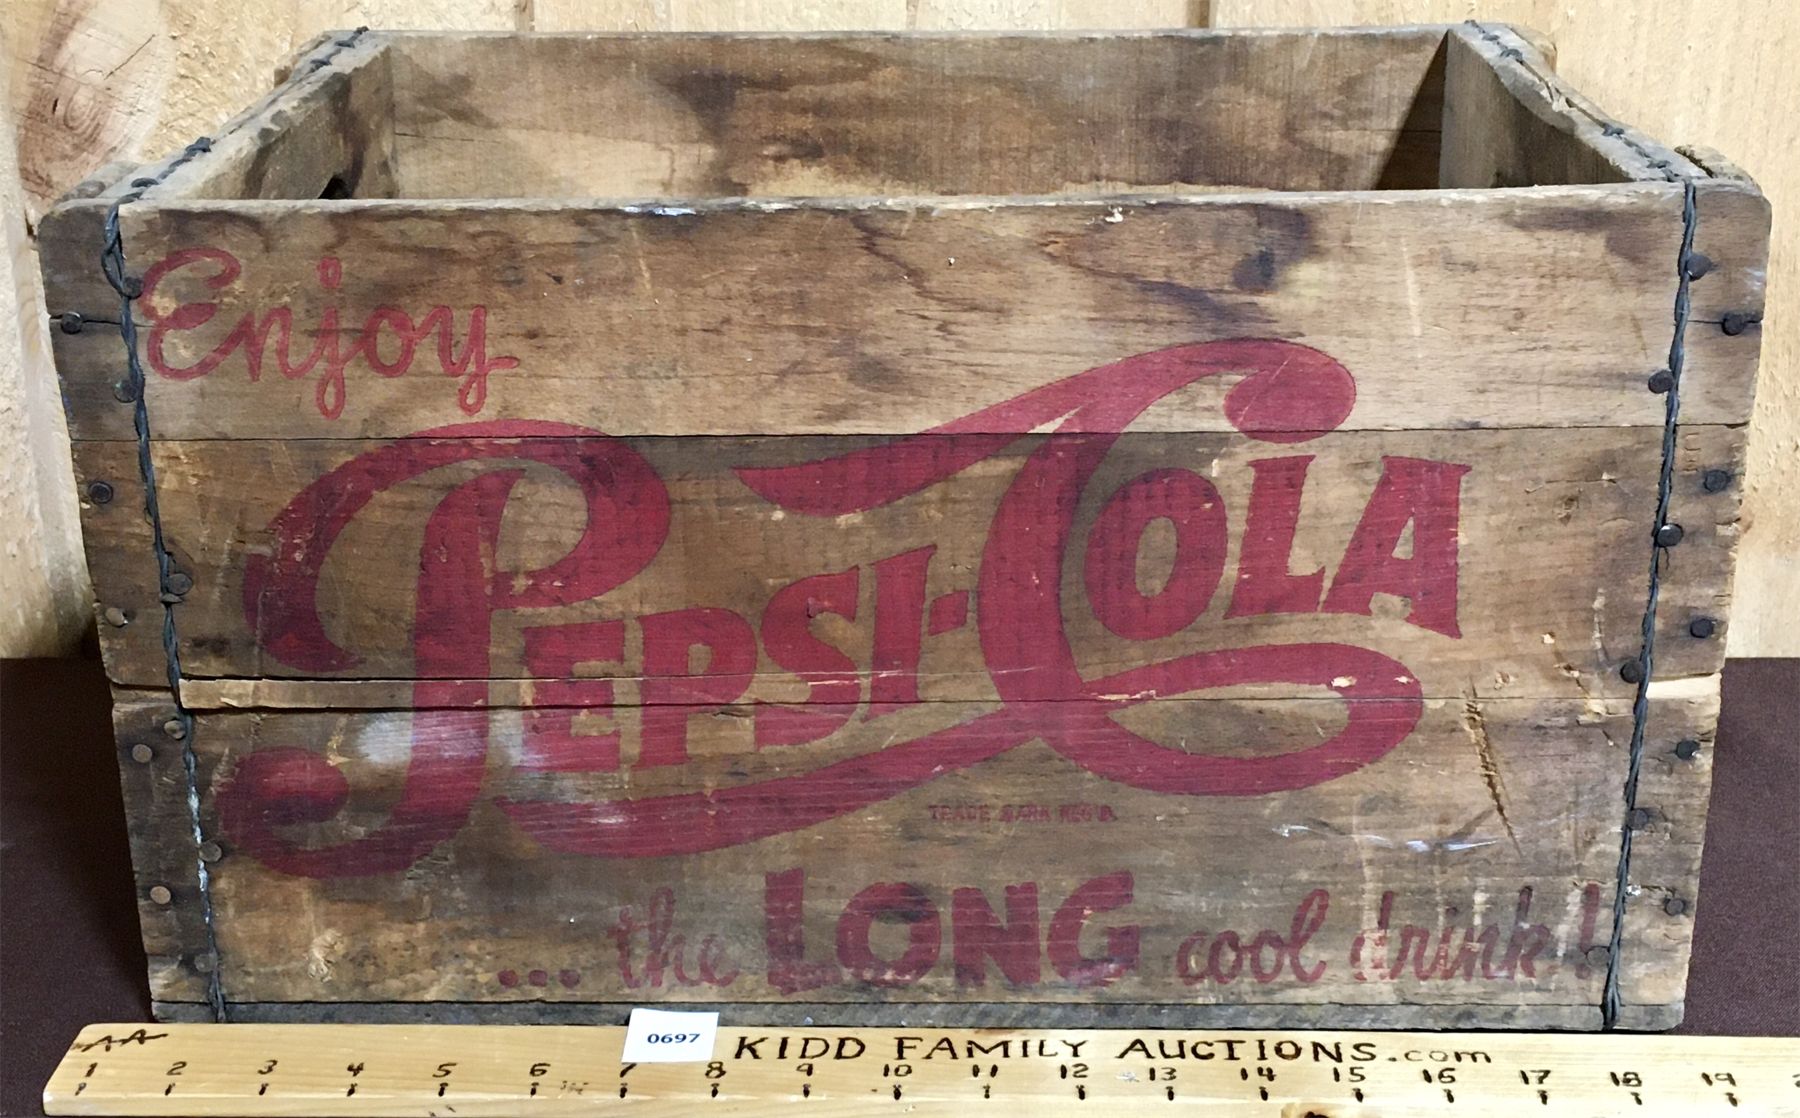 Enjoy
PEPSI-COLA
TRADE MARK REG'D.
... the LONG cool drink!
0697
KIDD FAMILY AUCTIONS.com
AA
1 2 3 4 5 6 7 8 9 10 11 12 13 14 15 16 17 18 19